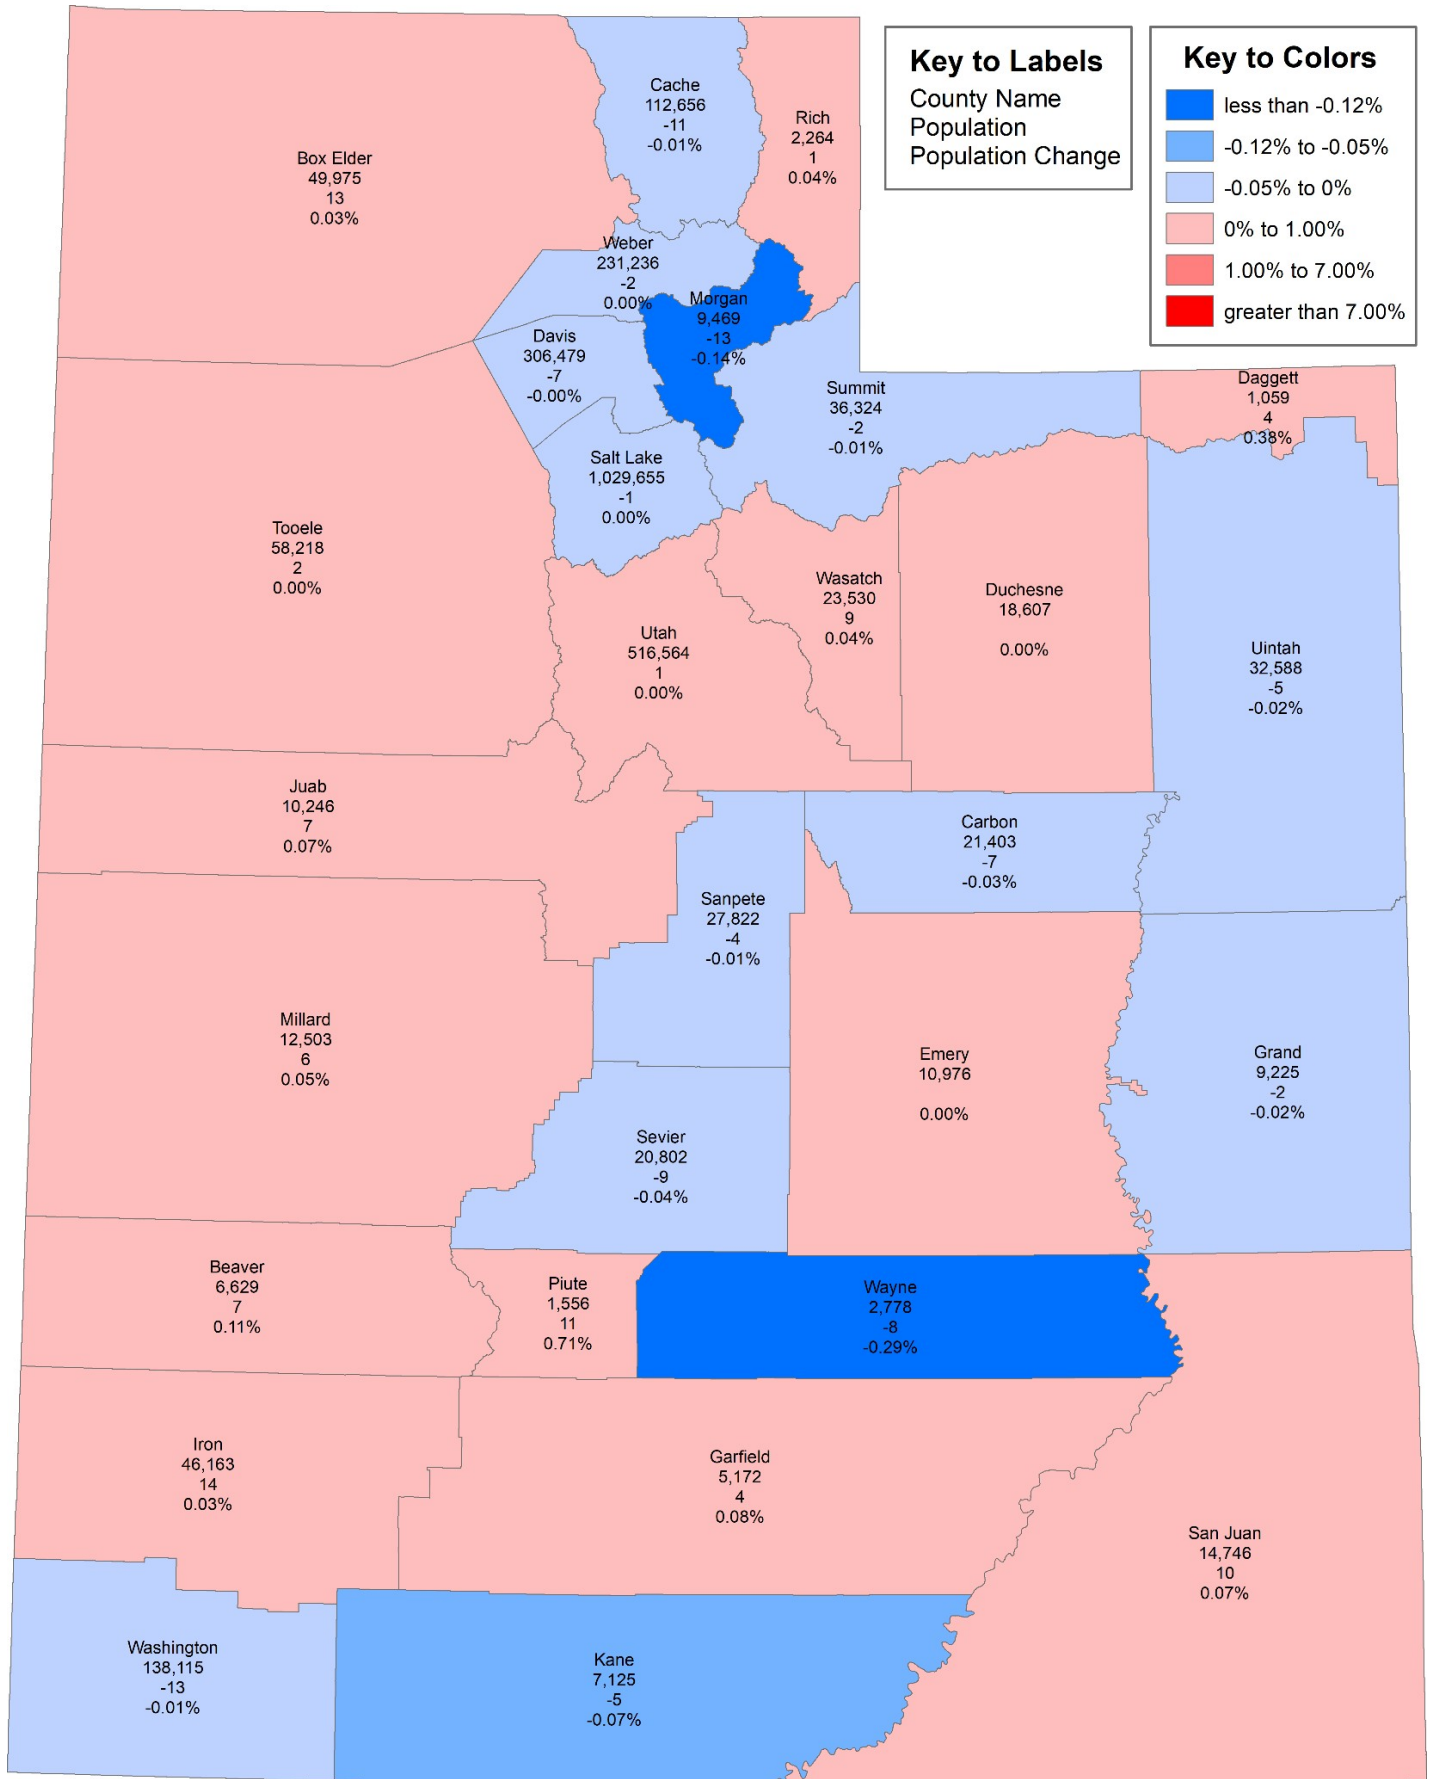 Key to Labels
County Name
Population
Population Change
Key to Colors
less than -0.12%
-0.12% to -0.05%
-0.05% to 0%
0% to 1.00%
1.00% to 7.00%
greater than 7.00%
Cache
112,656
-11
-0.01%
Rich
2,264
1
0.04%
Box Elder
49,975
13
0.03%
Weber
231,236
-2
0.00%
Morgan
9,469
-13
-0.14%
Davis
306,479
-7
-0.00%
Summit
36,324
-2
-0.01%
Daggett
1,059
4
0.38%
Salt Lake
1,029,655
-1
0.00%
Tooele
58,218
2
0.00%
Wasatch
23,530
9
0.04%
Duchesne
18,607
0.00%
Utah
516,564
1
0.00%
Uintah
32,588
-5
-0.02%
Juab
10,246
7
0.07%
Carbon
21,403
-7
-0.03%
Sanpete
27,822
-4
-0.01%
Millard
12,503
6
0.05%
Emery
10,976
0.00%
Grand
9,225
-2
-0.02%
Sevier
20,802
-9
-0.04%
Beaver
6,629
7
0.11%
Piute
1,556
11
0.71%
Wayne
2,778
-8
-0.29%
Iron
46,163
14
0.03%
Garfield
5,172
4
0.08%
San Juan
14,746
10
0.07%
Washington
138,115
-13
-0.01%
Kane
7,125
-5
-0.07%